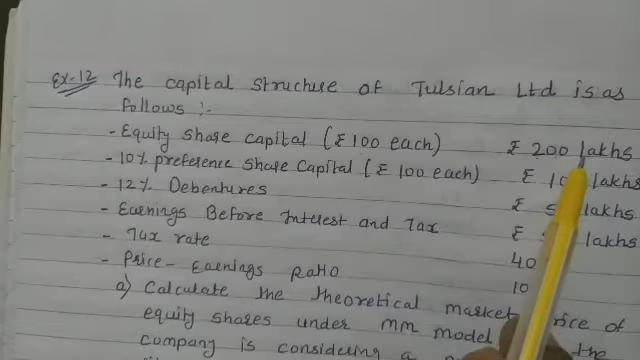 Ex.12 The capital structure of Tulsian Ltd is as
follows :-
- Equity share capital (₹ 100 each) ₹ 200 lakhs
- 10% preference share Capital (₹ 100 each) ₹ lakhs
- 12% Debentures ₹ lakhs
- Earnings Before Interest and Tax ₹ lakhs
- Tax rate 40
- Price - Earnings Ratio 10
a) Calculate the theoretical market of
equity shares under MM model
company is considering a the